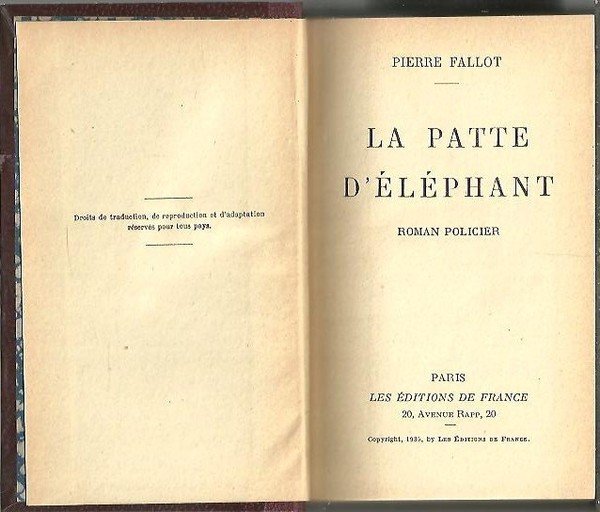 Droits de traduction, de reproduction et d'adaptation
réservés pour tous pays.
PIERRE FALLOT
LA PATTE
D'ÉLÉPHANT
ROMAN POLICIER
PARIS
LES ÉDITIONS DE FRANCE
20, AVENUE RAPP, 20
Copyright, 1935, by LES ÉDITIONS DE FRANCE.